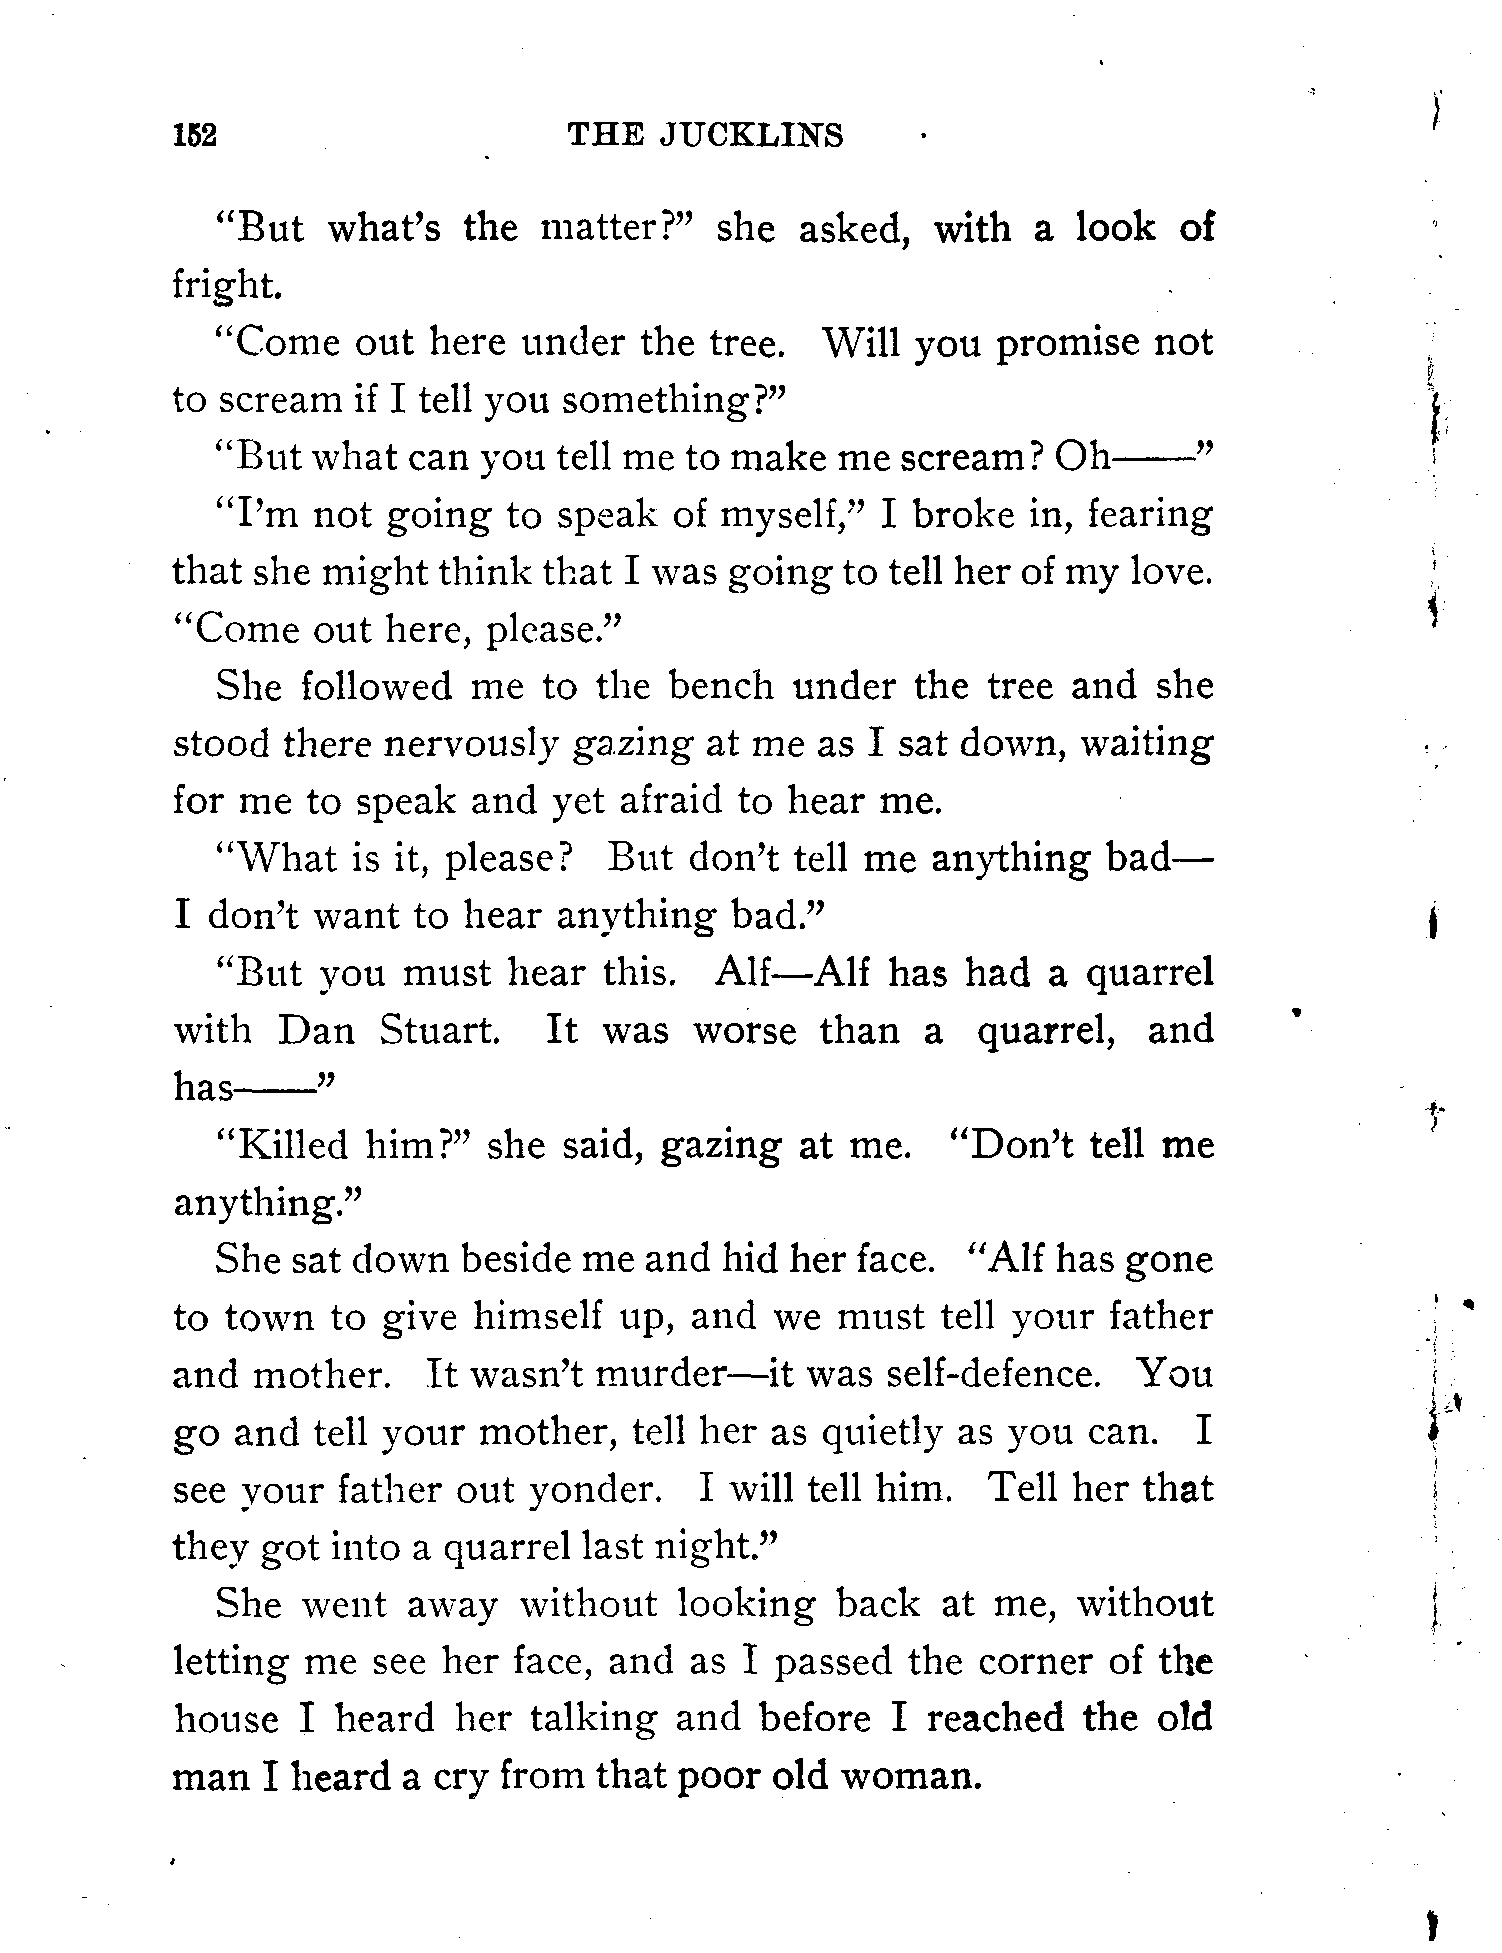 152 THE JUCKLINS
“But what’s the matter?” she asked, with a look of
fright.
“Come out here under the tree. Will you promise not
to scream if I tell you something?”
“But what can you tell me to make me scream? Oh——”
“I’m not going to speak of myself,” I broke in, fearing
that she might think that I was going to tell her of my love.
“Come out here, please.”
She followed me to the bench under the tree and she
stood there nervously gazing at me as I sat down, waiting
for me to speak and yet afraid to hear me.
“What is it, please? But don’t tell me anything bad—
I don’t want to hear anything bad.”
“But you must hear this. Alf—Alf has had a quarrel
with Dan Stuart. It was worse than a quarrel, and
has——”
“Killed him?” she said, gazing at me. “Don’t tell me
anything.”
She sat down beside me and hid her face. “Alf has gone
to town to give himself up, and we must tell your father
and mother. It wasn’t murder—it was self-defence. You
go and tell your mother, tell her as quietly as you can. I
see your father out yonder. I will tell him. Tell her that
they got into a quarrel last night.”
She went away without looking back at me, without
letting me see her face, and as I passed the corner of the
house I heard her talking and before I reached the old
man I heard a cry from that poor old woman.